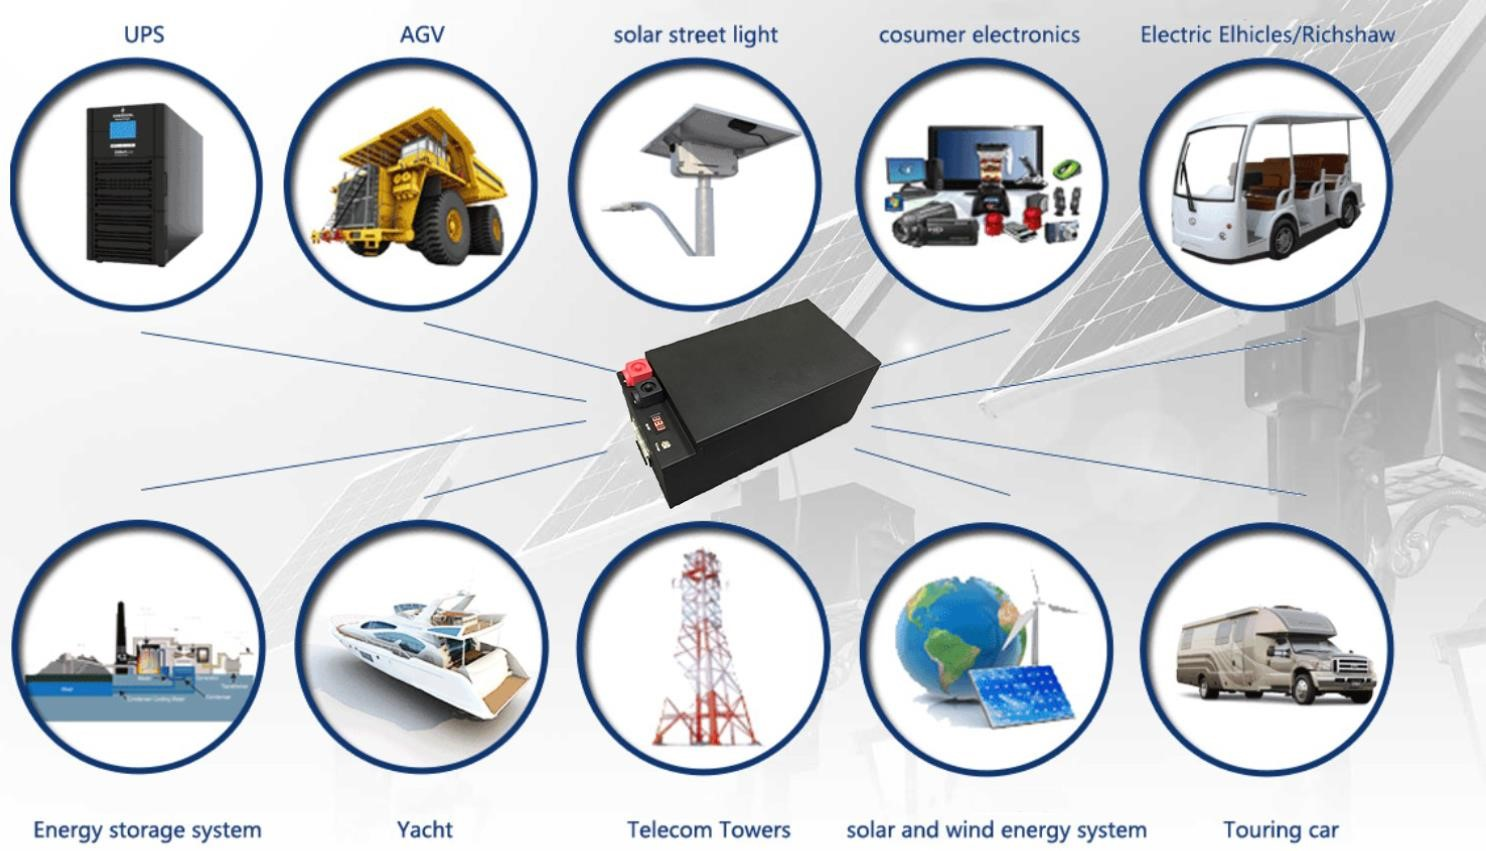 UPS
AGV
solar street light
cosumer electronics
Electric Elhicles/Richshaw
Energy storage system
Yacht
Telecom Towers
solar and wind energy system
Touring car